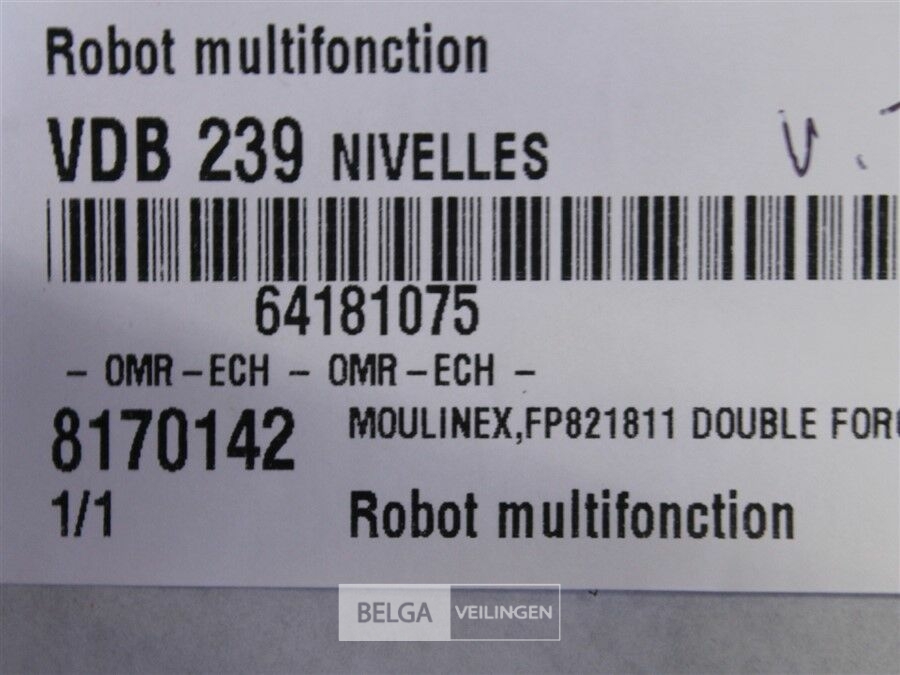 Robot multifonction
VDB 239 NIVELLES
64181075
- OMR-ECH - OMR-ECH -
8170142 MOULINEX,FP821811 DOUBLE
1/1 Robot multifonction
BELGA VEILINGEN